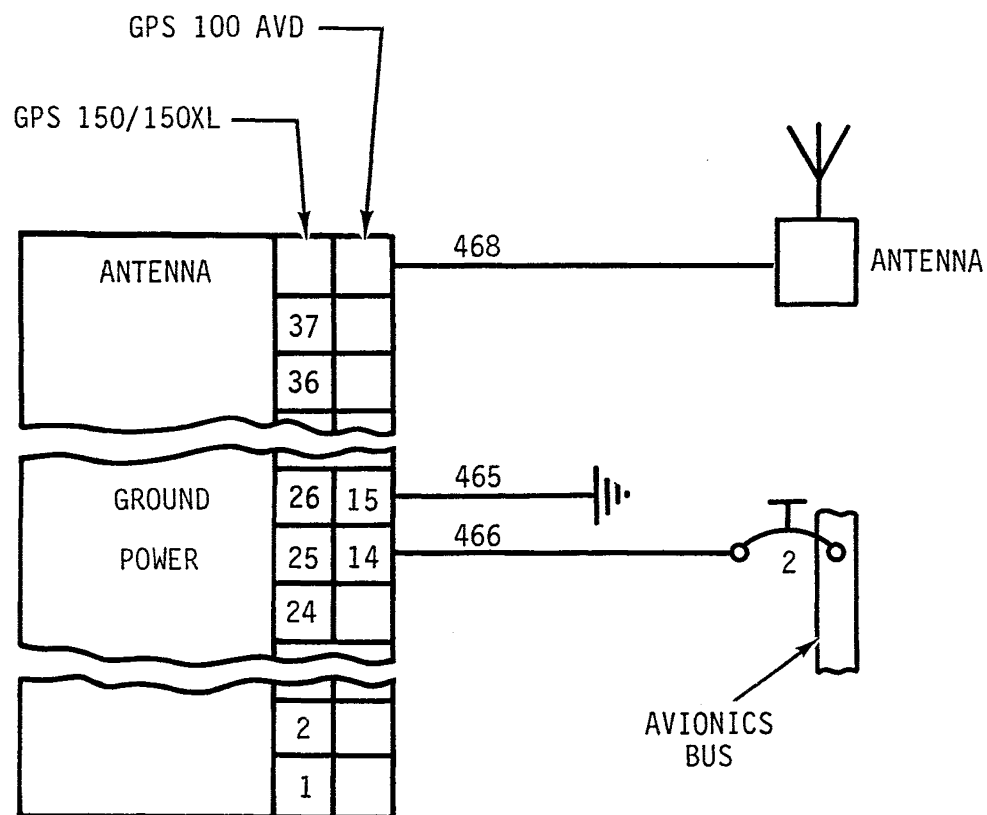 GPS 100 AVD
GPS 150/150XL
468
ANTENNA
ANTENNA
37
36
465
GROUND
26
15
466
POWER
25
14
2
24
AVIONICS
BUS
2
1